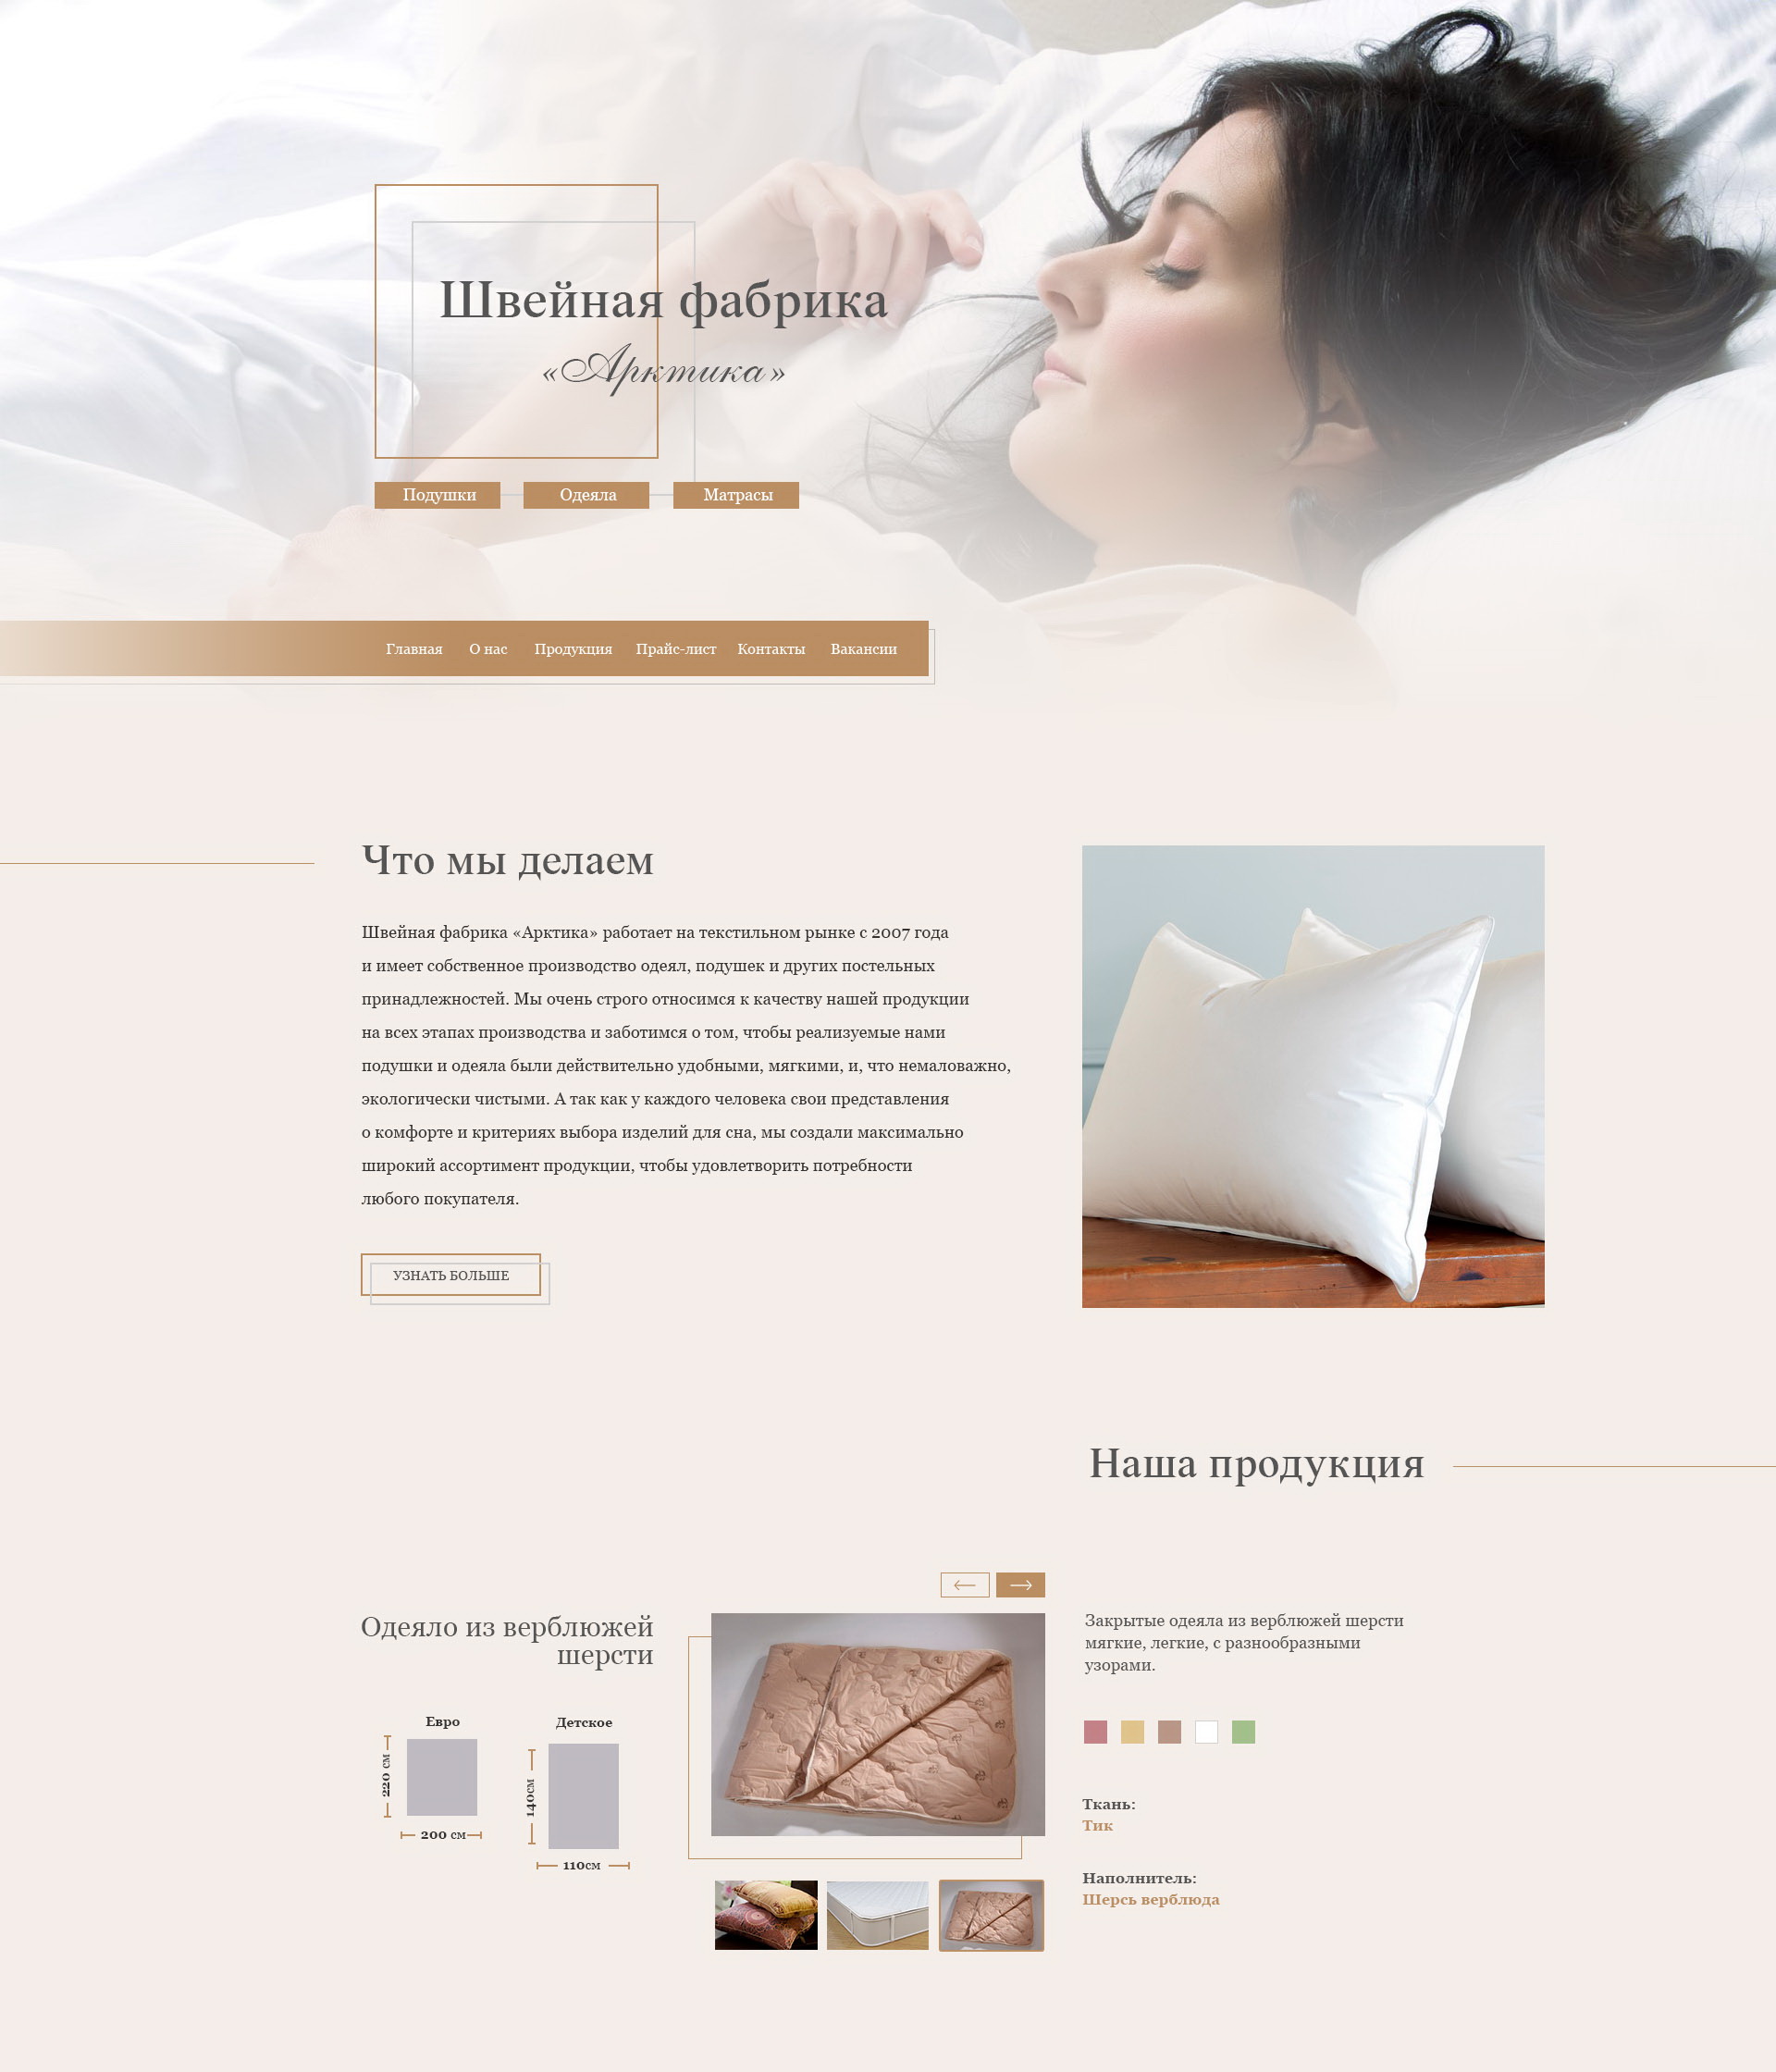 Швейная фабрика
«Арктика»
Подушки Одеяла Матрасы
Главная О нас Продукция Прайс-лист Контакты Вакансии
Что мы делаем
Швейная фабрика «Арктика» работает на текстильном рынке с 2007 года
и имеет собственное производство одеял, подушек и других постельных
принадлежностей. Мы очень строго относимся к качеству нашей продукции
на всех этапах производства и заботимся о том, чтобы реализуемые нами
подушки и одеяла были действительно удобными, мягкими, и, что немаловажно,
экологически чистыми. А так как у каждого человека свои представления
о комфорте и критериях выбора изделий для сна, мы создали максимально
широкий ассортимент продукции, чтобы удовлетворить потребности
любого покупателя.
УЗНАТЬ БОЛЬШЕ
Наша продукция
Одеяло из верблюжей
шерсти
Евро
220 см
200 см
Детское
140см
110см
Закрытые одеяла из верблюжей шерсти
мягкие, легкие, с разнообразными
узорами.
Ткань:
Тик
Наполнитель:
Шерсь верблюда